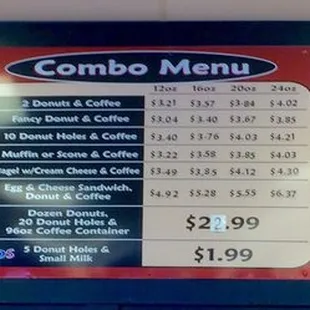 Combo Menu
12oz 16oz 20oz 24oz
2 Donuts & Coffee $3.21 $3.57 $3.84 $4.02
Fancy Donut & Coffee $3.04 $3.40 $3.67 $3.85
10 Donut Holes & Coffee $3.40 $3.76 $4.03 $4.21
Muffin or Scone & Coffee $3.22 $3.58 $3.85 $4.03
Bagel w/Cream Cheese & Coffee $3.49 $3.85 $4.12 $4.30
Egg & Cheese Sandwich,
Donut & Coffee $4.92 $5.28 $5.55 $6.37
Dozen Donuts,
20 Donut Holes & $22.99
96oz Coffee Container
5 Donut Holes & $1.99
Small Milk